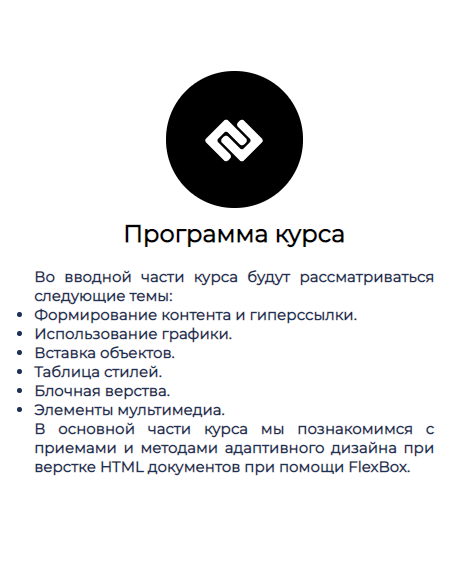 Программа курса
Во вводной части курса будут рассматриваться
следующие темы:
Формирование контента и гиперссылки.
Использование графики.
Вставка объектов.
Таблица стилей.
Блочная верства.
Элементы мультимедиа.
В основной части курса мы познакомимся с
приемами и методами адаптивного дизайна при
верстке HTML документов при помощи FlexBox.